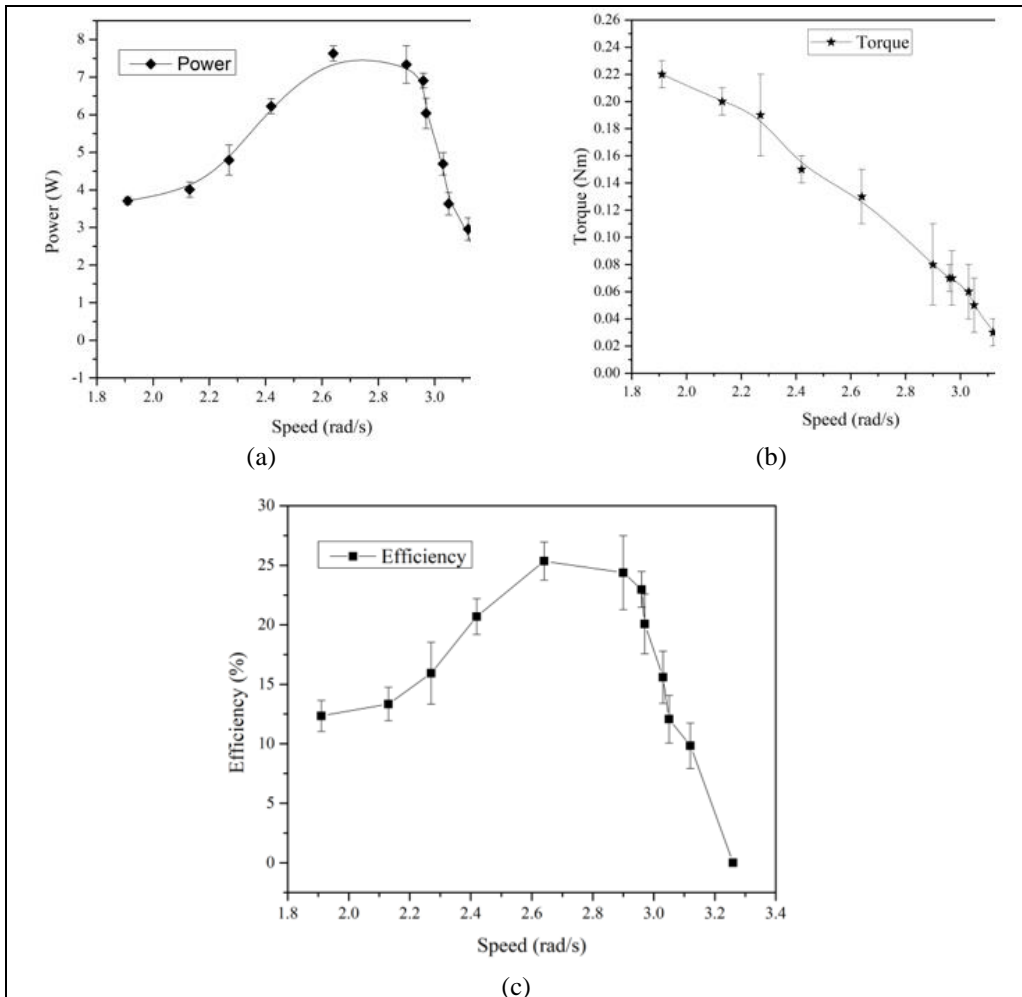 Power
Power (W)
8
7
6
5
4
3
2
1
0
-1
1.8 2.0 2.2 2.4 2.6 2.8 3.0
Speed (rad/s)
(a)
Torque
Torque (Nm)
0.26
0.24
0.22
0.20
0.18
0.16
0.14
0.12
0.10
0.08
0.06
0.04
0.02
0.00
1.8 2.0 2.2 2.4 2.6 2.8 3.0
Speed (rad/s)
(b)
Efficiency
Efficiency (%)
30
25
20
15
10
5
0
1.8 2.0 2.2 2.4 2.6 2.8 3.0 3.2 3.4
Speed (rad/s)
(c)